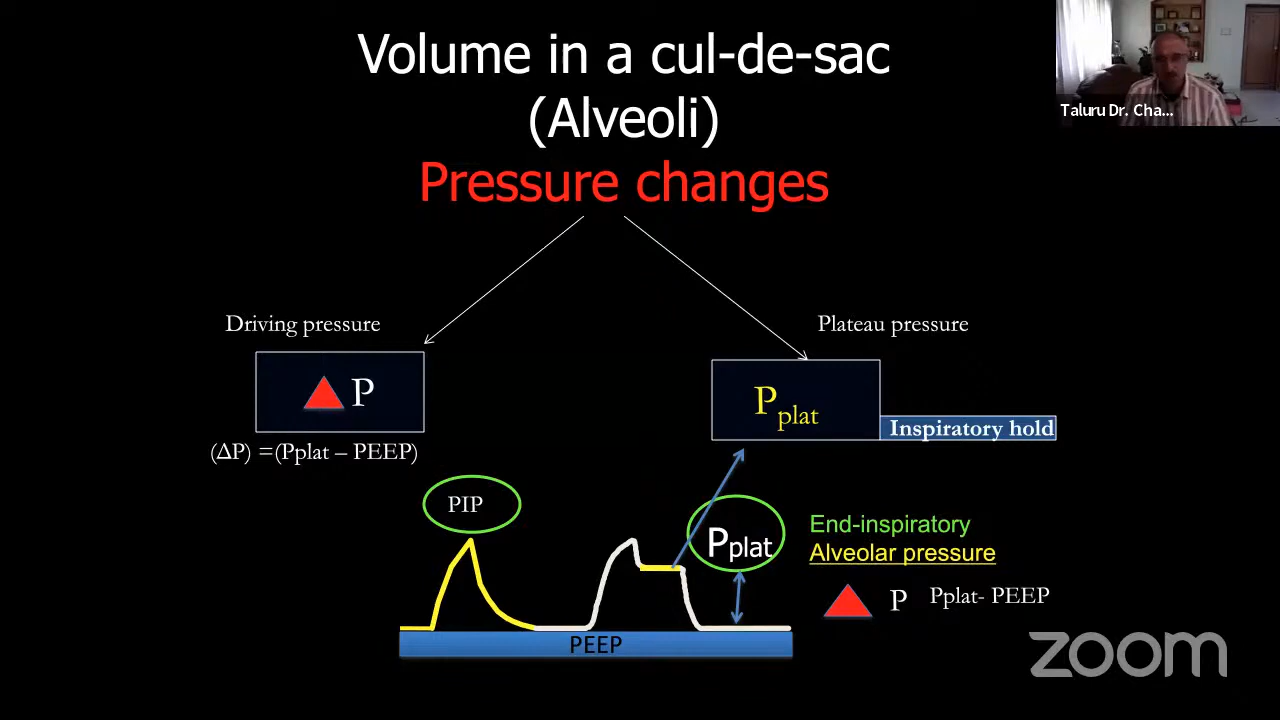 Volume in a cul-de-sac
(Alveoli)
Pressure changes
Taluru Dr. Cha...
Driving pressure
P
(ΔP) =(Pplat – PEEP)
Plateau pressure
Pplat
Inspiratory hold
PIP
Pplat
End-inspiratory
Alveolar pressure
P Pplat- PEEP
PEEP
zoom